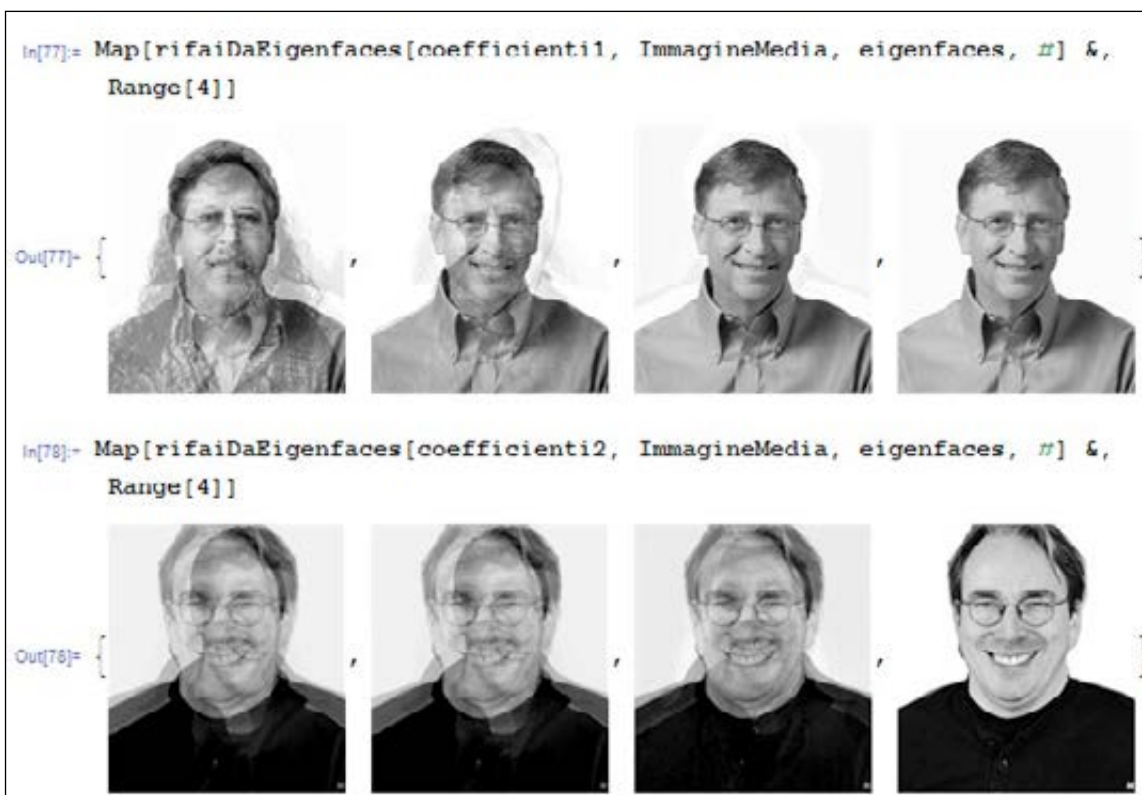 In[77]:= Map[rifaiDaEigenfaces[coefficienti1, ImmagineMedia, eigenfaces, #] &,
Range[4]]
Out[77]= { , , , }
In[78]:= Map[rifaiDaEigenfaces[coefficienti2, ImmagineMedia, eigenfaces, #] &,
Range[4]]
Out[78]= { , , , }